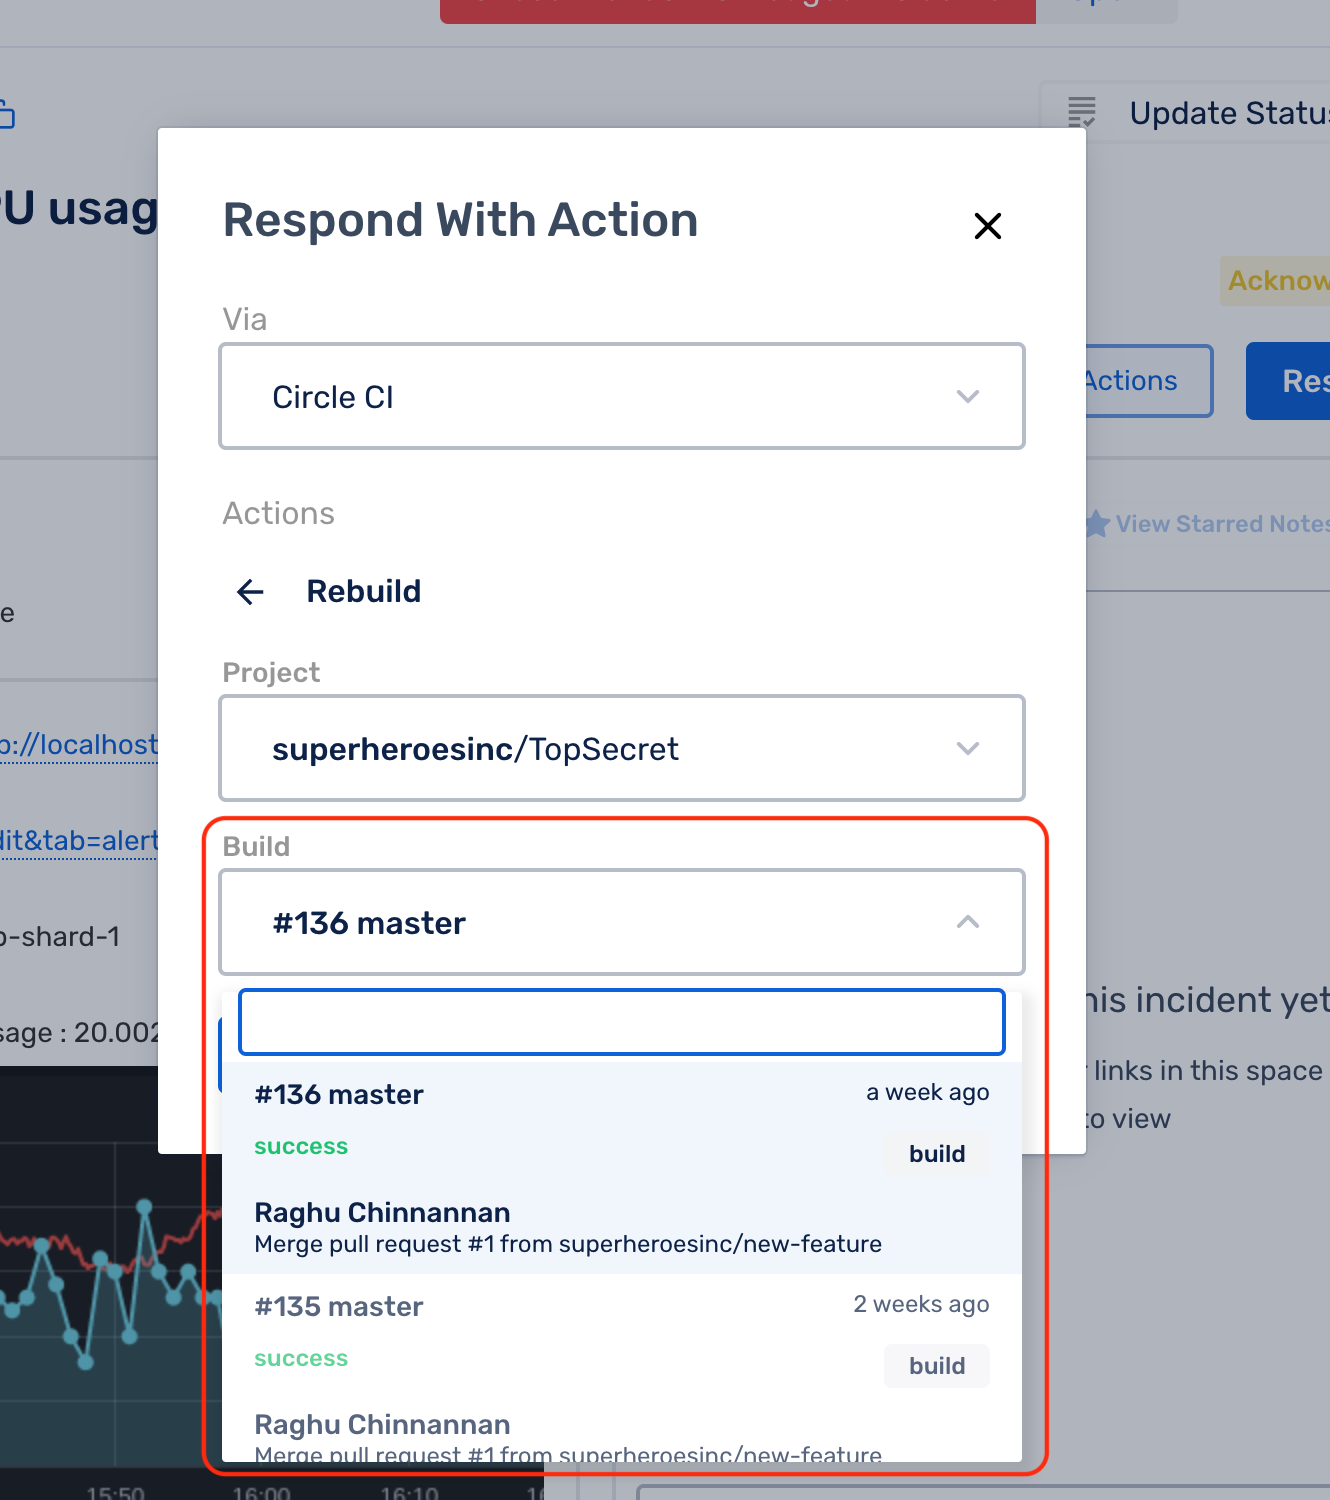 Update Status
usage
Respond With Action
Acknow
Via
Circle CI
Actions
Res
Actions
View Starred Notes
Rebuild
e
Project
p://localhost
superheroesinc/TopSecret
dit&tab=alert
Build
#136 master
-shard-1
his incident yet
sage : 20.002
links in this space
#136 master
a week ago
to view
success
build
Raghu Chinnannan
Merge pull request #1 from superheroesinc/new-feature
#135 master
2 weeks ago
success
build
Raghu Chinnannan
Merge pull request #1 from superheroesinc/new-feature
15:50
16:00
16:10